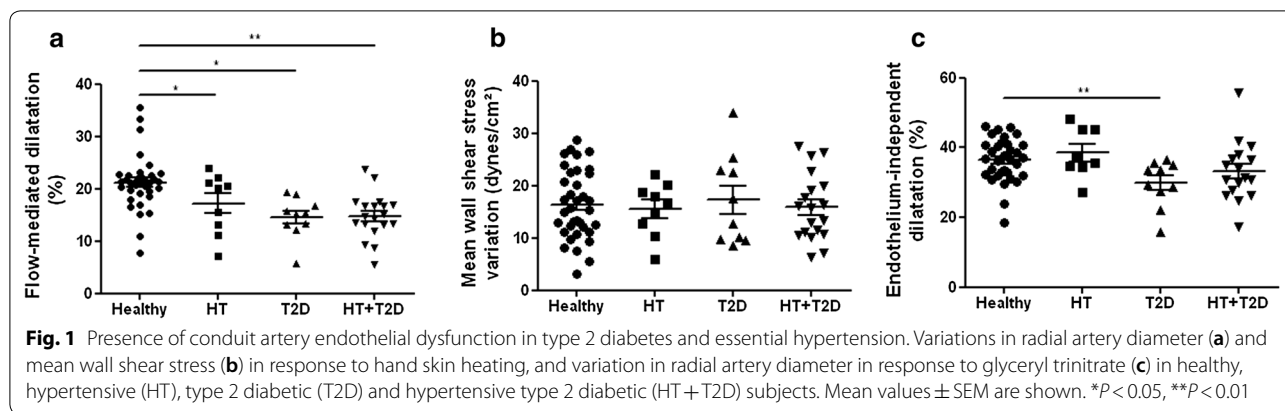 a
**
*
*
Flow-mediated dilatation
(%)
40
30
20
10
0
Healthy HT T2D HT+T2D
b
Mean wall shear stress
variation (dynes/cm²)
40
30
20
10
0
Healthy HT T2D HT+T2D
c
**
Endothelium-independent
dilatation (%)
60
40
20
0
Healthy HT T2D HT+T2D
Fig. 1 Presence of conduit artery endothelial dysfunction in type 2 diabetes and essential hypertension. Variations in radial artery diameter (a) and
mean wall shear stress (b) in response to hand skin heating, and variation in radial artery diameter in response to glyceryl trinitrate (c) in healthy,
hypertensive (HT), type 2 diabetic (T2D) and hypertensive type 2 diabetic (HT + T2D) subjects. Mean values ± SEM are shown. *P < 0.05, **P < 0.01